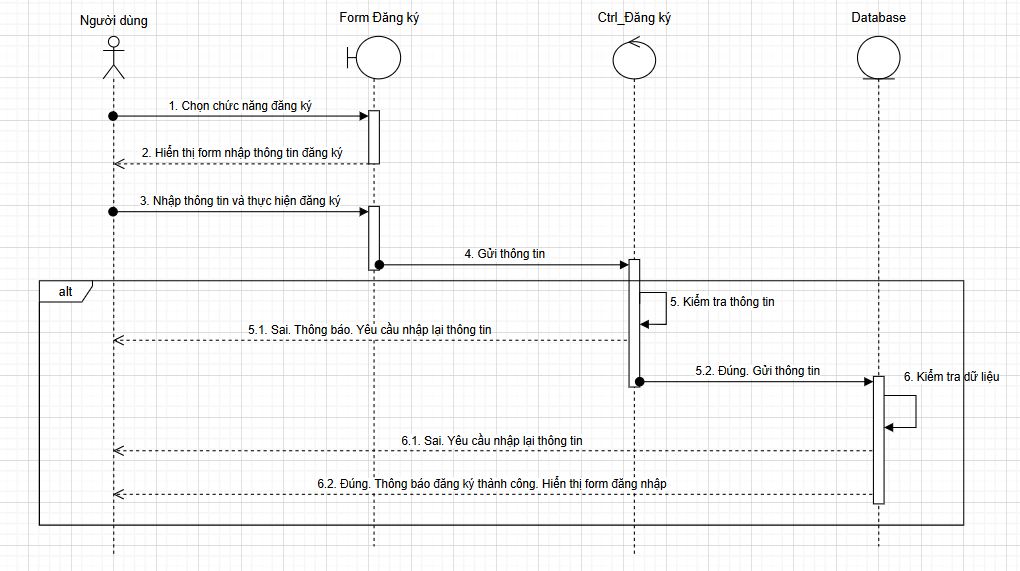 Người dùng
Form Đăng ký
Ctrl_Đăng ký
Database
1. Chọn chức năng đăng ký
2. Hiển thị form nhập thông tin đăng ký
3. Nhập thông tin và thực hiện đăng ký
4. Gửi thông tin
alt
5. Kiểm tra thông tin
5.1. Sai. Thông báo. Yêu cầu nhập lại thông tin
5.2. Đúng. Gửi thông tin
6. Kiểm tra dữ liệu
6.1. Sai. Yêu cầu nhập lại thông tin
6.2. Đúng. Thông báo đăng ký thành công. Hiển thị form đăng nhập